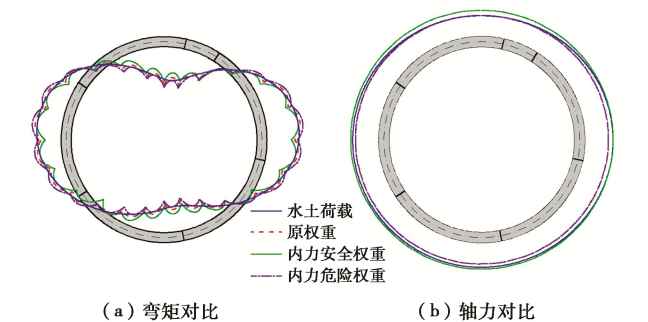 水土荷载
原权重
内力安全权重
内力危险权重
（a）弯矩对比
（b）轴力对比